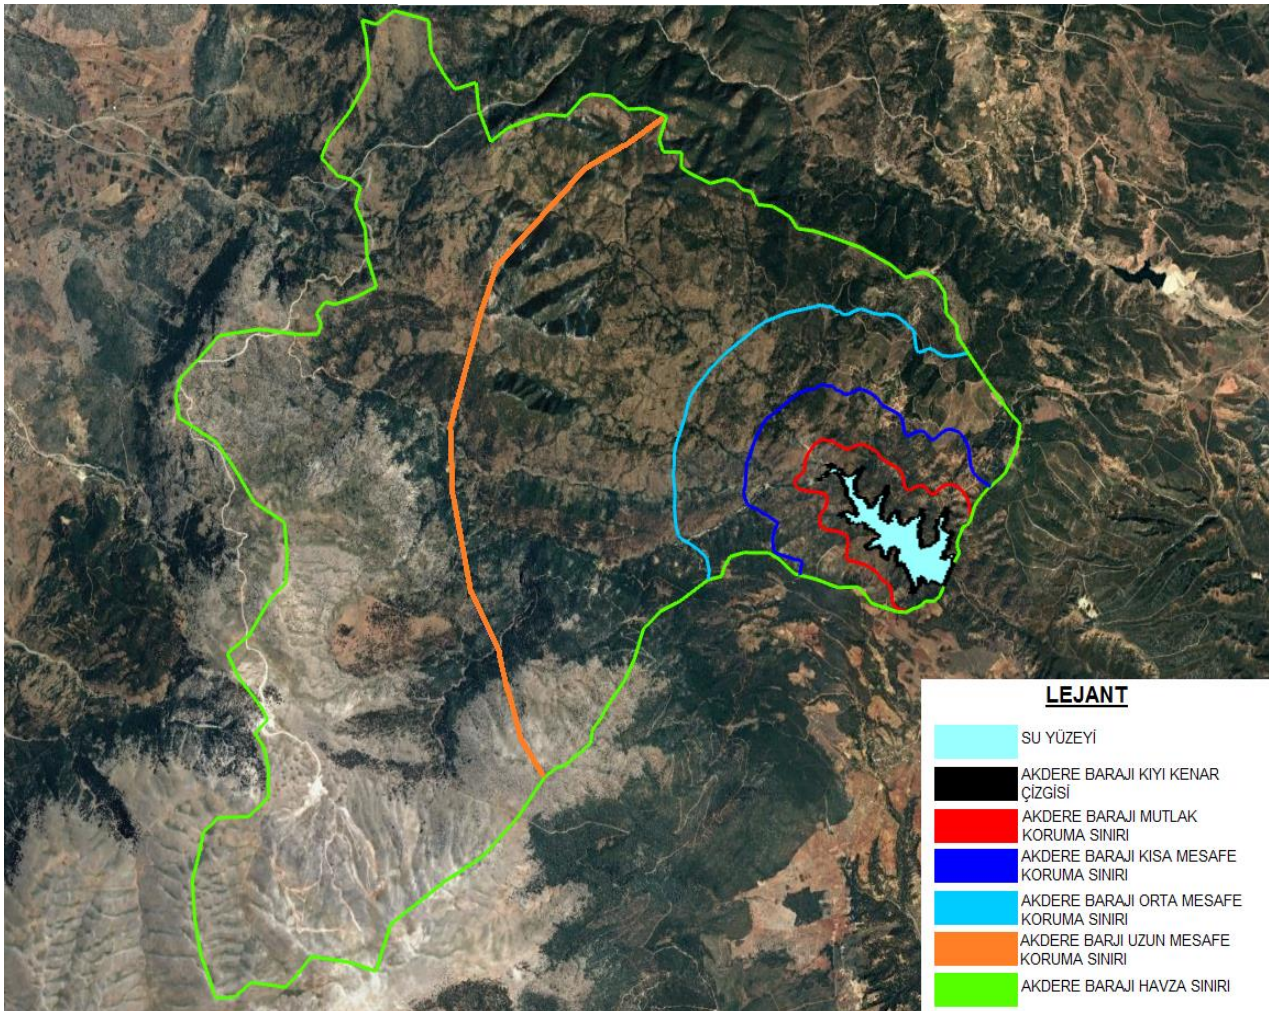 LEJANT
SU YÜZEYİ
AKDERE BARAJI KIYI KENAR
ÇİZGİSİ
AKDERE BARAJI MUTLAK
KORUMA SINIRI
AKDERE BARAJI KISA MESAFE
KORUMA SINIRI
AKDERE BARAJI ORTA MESAFE
KORUMA SINIRI
AKDERE BARJI UZUN MESAFE
KORUMA SINIRI
AKDERE BARAJI HAVZA SINIRI